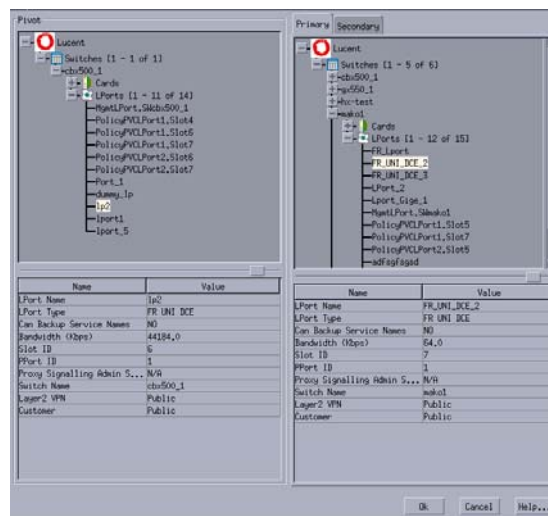 Pivot
Lucent
Switches [1 - 1 of 1]
cbx500_1
Cards
LPorts [1 - 11 of 14]
MgmtLPort,SWcbx500_1
PolicyPVCLPort1,Slot4
PolicyPVCLPort1,Slot6
PolicyPVCLPort1,Slot7
PolicyPVCLPort2,Slot6
PolicyPVCLPort2,Slot7
Port_1
dummy_lp
lp2
lport1
lport_5
Name Value
LPort Name lp2
LPort Type FR UNI DCE
Can Backup Service Names NO
Bandwidth (Kbps) 44184.0
Slot ID 6
PPort ID 1
Proxy Signalling Admin S... N/A
Switch Name cbx500_1
Layer2 VPN Public
Customer Public
Primary Secondary
Lucent
Switches [1 - 5 of 6]
cbx500_1
gx550_1
hx-test
mako1
Cards
LPorts [1 - 12 of 15]
FR_Lport
FR_UNI_DCE_2
FR_UNI_DCE_3
LPort_2
Lport_Gige_1
MgmtLPort,SWmako1
PolicyPVCLPort1,Slot5
PolicyPVCLPort1,Slot7
PolicyPVCLPort2,Slot5
Name Value
LPort Name FR_UNI_DCE_2
LPort Type FR UNI DCE
Can Backup Service Names NO
Bandwidth (Kbps) 64.0
Slot ID 7
PPort ID 1
Proxy Signalling Admin S... N/A
Switch Name mako1
Layer2 VPN Public
Customer Public
Ok Cancel Help...